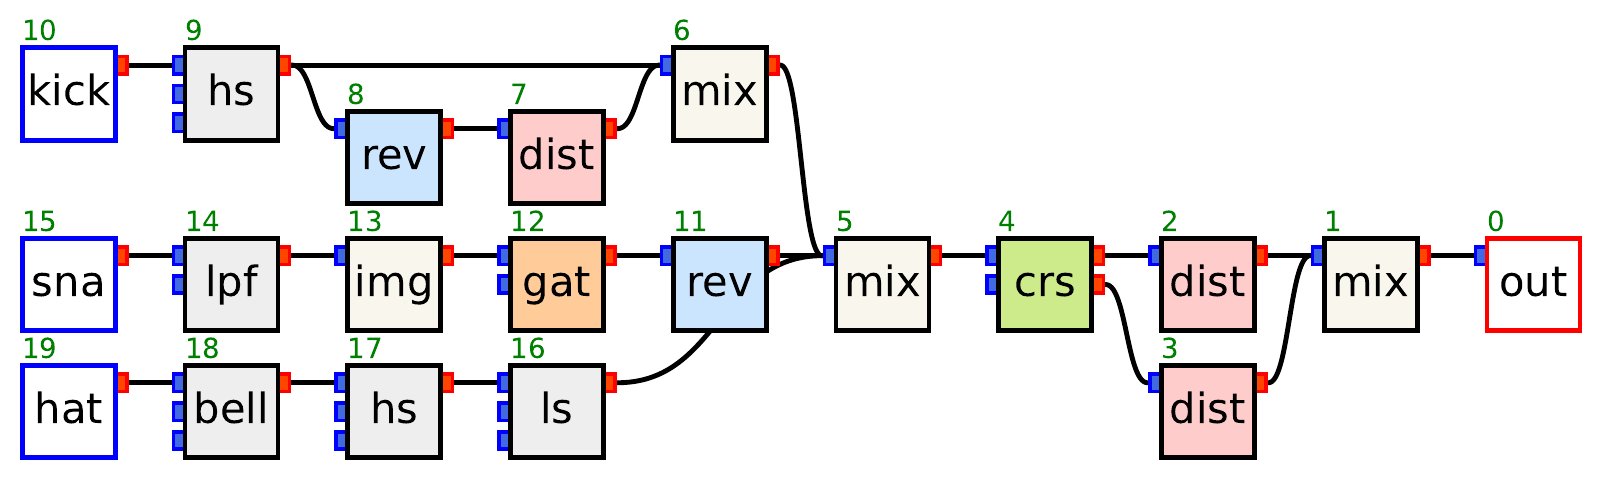 10 9 6
kick hs mix
8 7
rev dist
15 14 13 12 11 5 4 2 1 0
sna lpf img gat rev mix crs dist mix out
19 18 17 16 3
hat bell hs ls dist